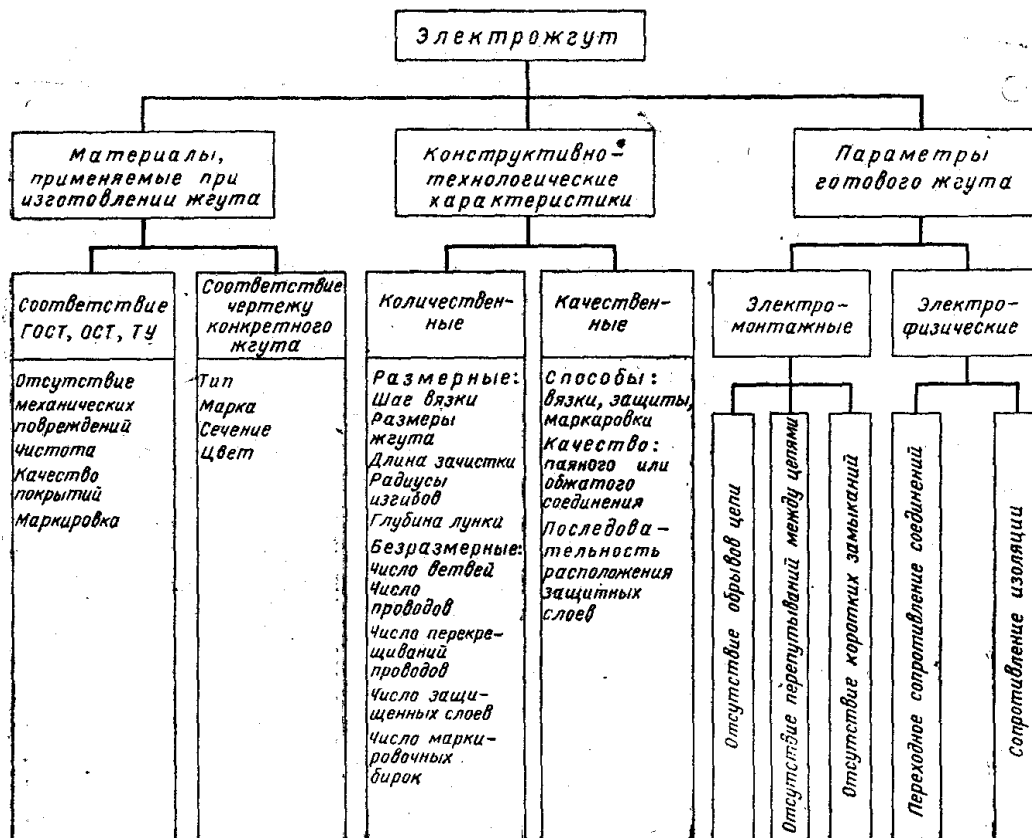 Электрожгут
Материалы,
применяемые при
изготовлении жгута
Конструктивно-
технологические
характеристики
Параметры
готового жгута
Соответствие
ГОСТ, ОСТ, ТУ
Соответствие
чертежу
конкретного
жгута
Количествен-
ные
Качествен-
ные
Электро-
монтажные
Электро-
физические
Отсутствие
механических
повреждений
Чистота
Качество
покрытий
Маркировка
Тип
Марка
Сечение
Цвет
Размерные:
Шаг вязки
Размеры
жгута
Длина зачистки
Радиусы
изгибов
Глубина лунки
Безразмерные:
Число ветвей
Число
проводов
Число перекре-
щиваний
проводов
Число защи-
щенных слоев
Число марки-
ровочных
бирок
Способы:
вязки, защиты,
маркировки
Качество:
паяного или
обжатого
соединения
Последова-
тельность
расположения
защитных
слоев
Отсутствие обрывов цепи
Отсутствие перепутываний между цепями
Отсутствие коротких замыканий
Переходное сопротивление соединений
Сопротивление изоляции